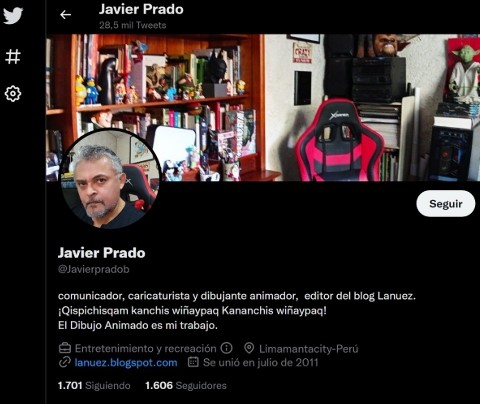 Javier Prado
28,5 mil Tweets
Seguir
Javier Prado
@Javierpradob
comunicador, caricaturista y dibujante animador, editor del blog Lanuez.
¡Qispichisqam kanchis wiñaypaq Kananchis wiñaypaq!
El Dibujo Animado es mi trabajo.
Entretenimiento y recreación Limamantacity-Perú
lanuez.blogspot.com Se unió en julio de 2011
1.701 Siguiendo 1.606 Seguidores